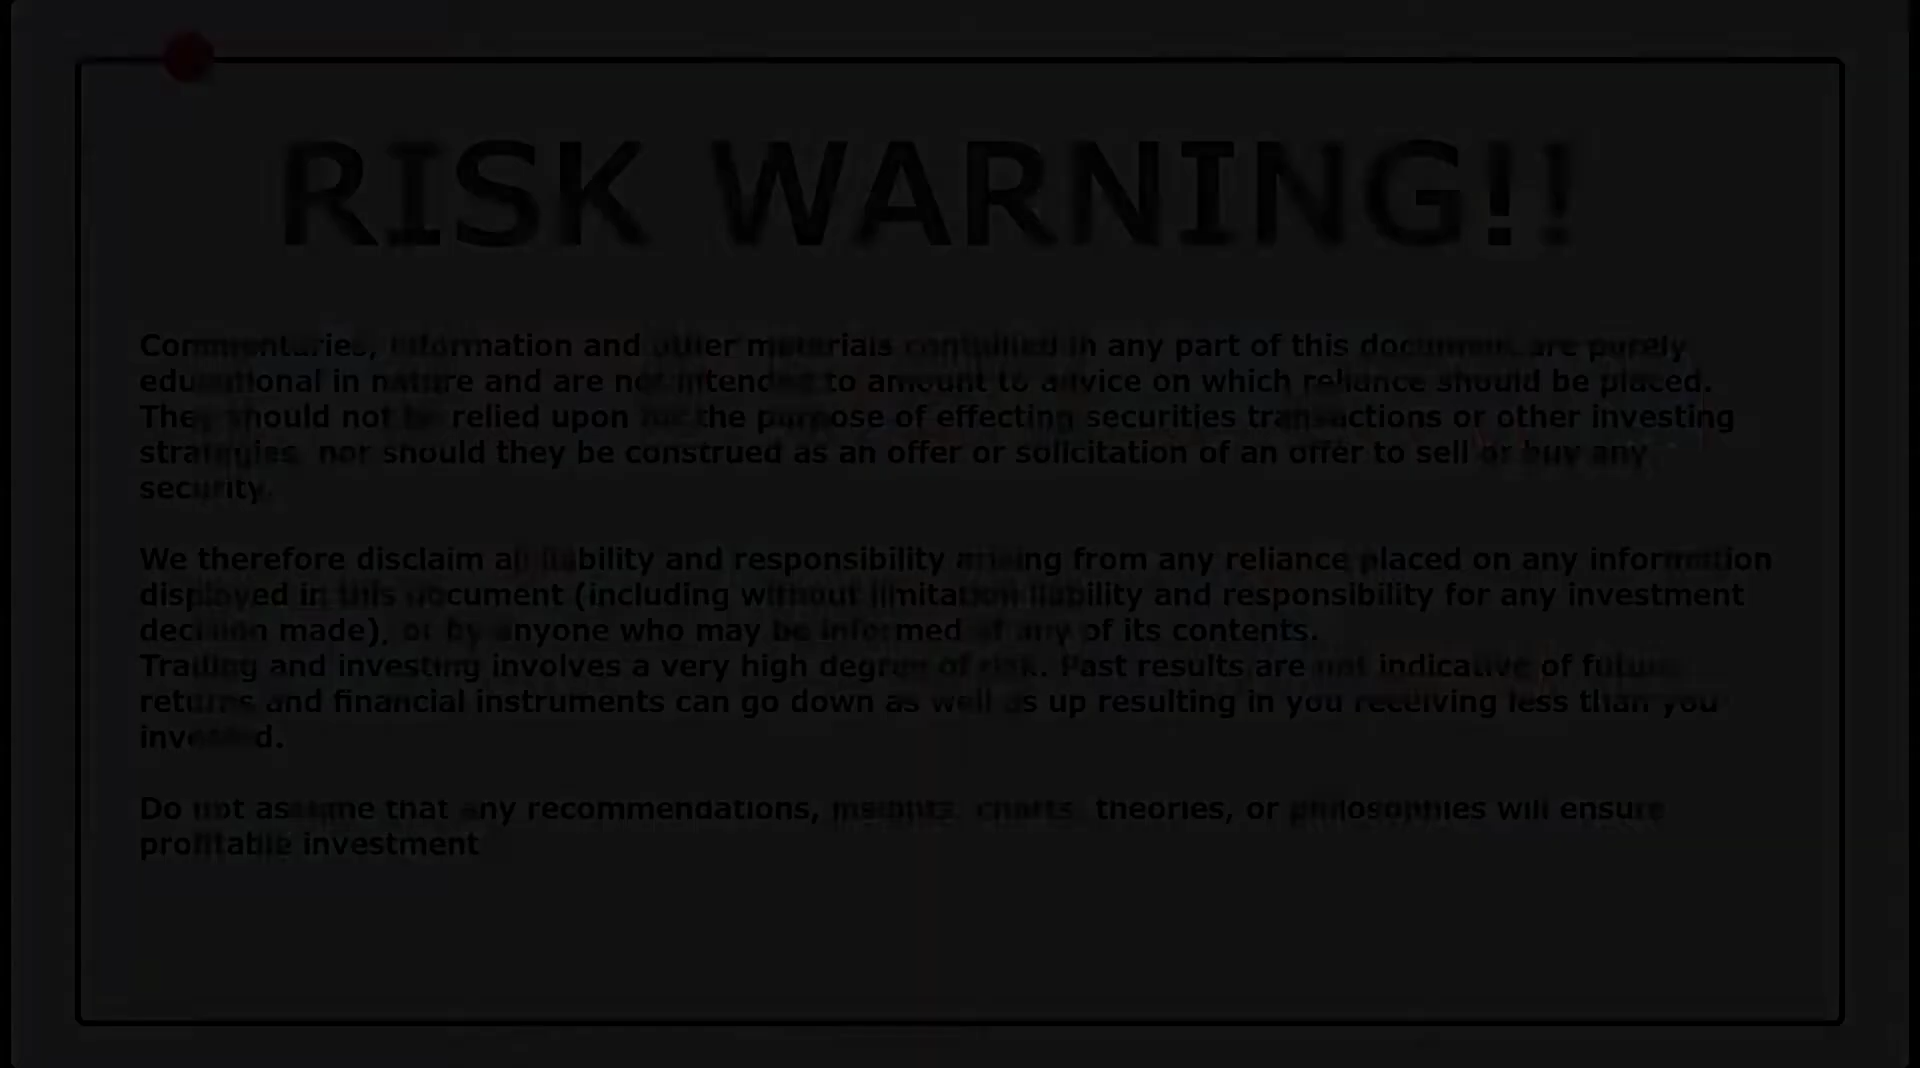 RISK WARNING!!
Commentaries, information and other materials contained in any part of this document are purely
educational in nature and are not intended to amount to advice on which reliance should be placed.
They should not be relied upon for the purpose of effecting securities transactions or other investing
strategies, nor should they be construed as an offer or solicitation of an offer to sell or buy any
security.
We therefore disclaim all liability and responsibility arising from any reliance placed on any information
displayed in this document (including without limitation liability and responsibility for any investment
decision made), or by anyone who may be informed of any of its contents.
Trading and investing involves a very high degree of risk. Past results are not indicative of future
returns and financial instruments can go down as well as up resulting in you receiving less than you
invested.
Do not assume that any recommendations, insights, charts, theories, or philosophies will ensure
profitable investment